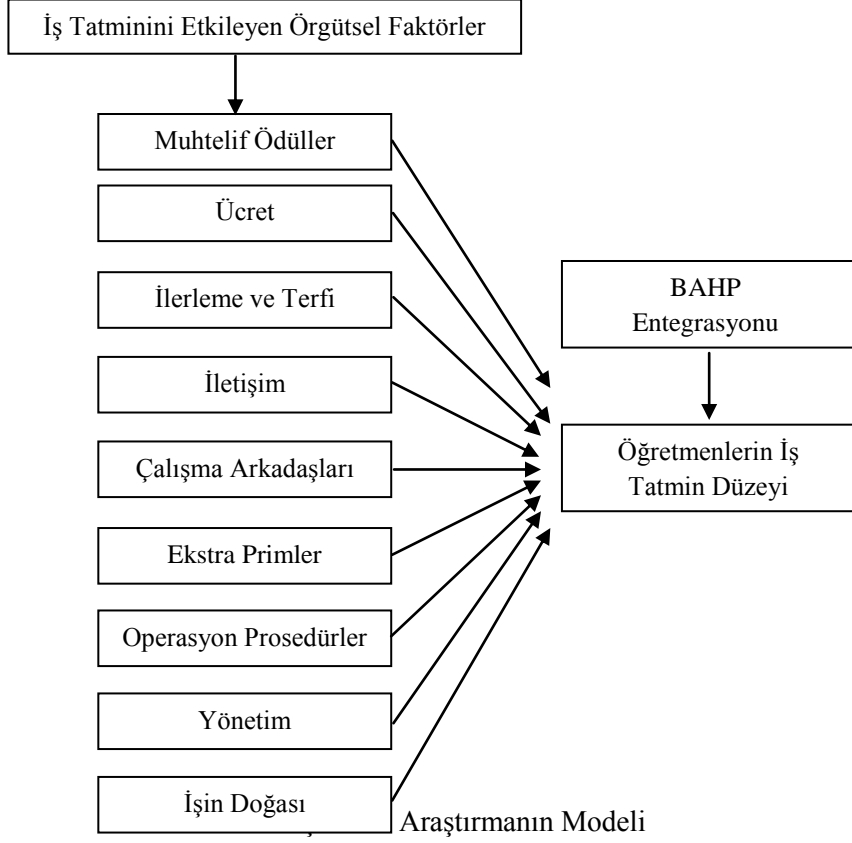 İş Tatminini Etkileyen Örgütsel Faktörler
Muhtelif Ödüller
Ücret
İlerleme ve Terfi
İletişim
Çalışma Arkadaşları
Ekstra Primler
Operasyon Prosedürler
Yönetim
İşin Doğası
BAHP
Entegrasyonu
Öğretmenlerin İş
Tatmin Düzeyi
Araştırmanın Modeli